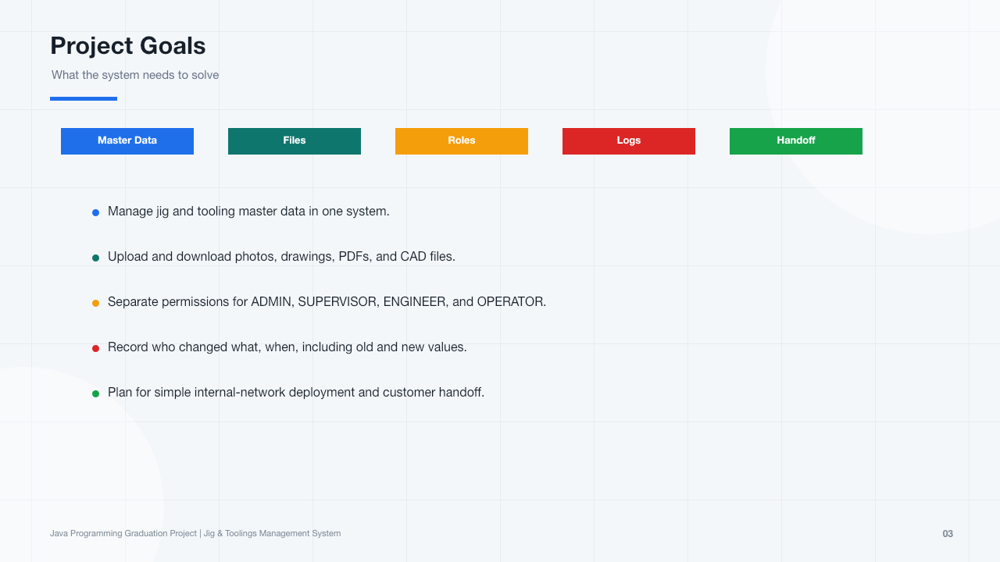 Project Goals
What the system needs to solve
Master Data
Files
Roles
Logs
Handoff
Manage jig and tooling master data in one system.
Upload and download photos, drawings, PDFs, and CAD files.
Separate permissions for ADMIN, SUPERVISOR, ENGINEER, and OPERATOR.
Record who changed what, when, including old and new values.
Plan for simple internal-network deployment and customer handoff.
Java Programming Graduation Project | Jig & Toolings Management System
03